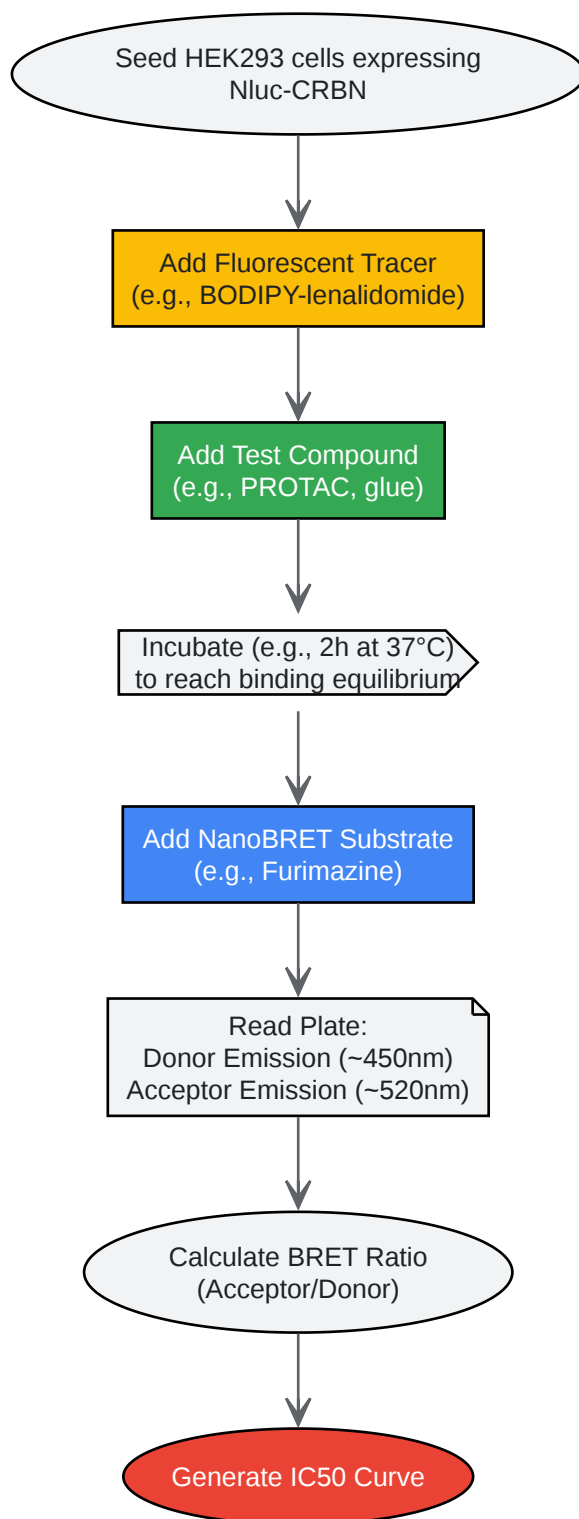 Seed HEK293 cells expressing
Nluc-CRBN
Add Fluorescent Tracer
(e.g., BODIPY-lenalidomide)
Add Test Compound
(e.g., PROTAC, glue)
Incubate (e.g., 2h at 37°C)
to reach binding equilibrium
Add NanoBRET Substrate
(e.g., Furimazine)
Read Plate:
Donor Emission (~450nm)
Acceptor Emission (~520nm)
Calculate BRET Ratio
(Acceptor/Donor)
Generate IC50 Curve